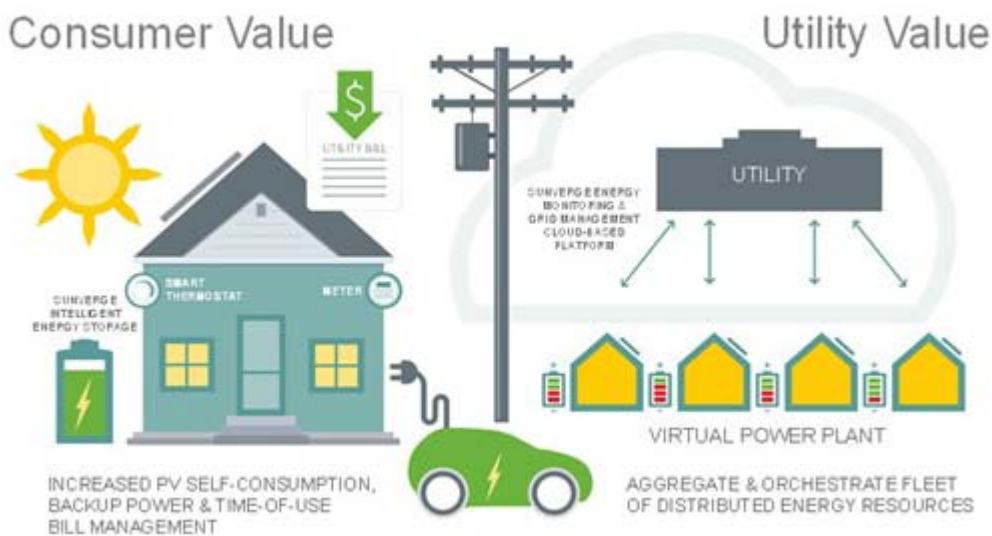 Consumer Value
Utility Value
$
UTILITY BILL
UTILITY
SUNVERGE ENERGY
MONITORING &
GRID MANAGEMENT
CLOUD-BASED
PLATFORM
SMART
THERMOSTAT
METER
SUNVERGE
INTELLIGENT
ENERGY STORAGE
VIRTUAL POWER PLANT
INCREASED PV SELF-CONSUMPTION,
BACKUP POWER & TIME-OF-USE
BILL MANAGEMENT
AGGREGATE & ORCHESTRATE FLEET
OF DISTRIBUTED ENERGY RESOURCES